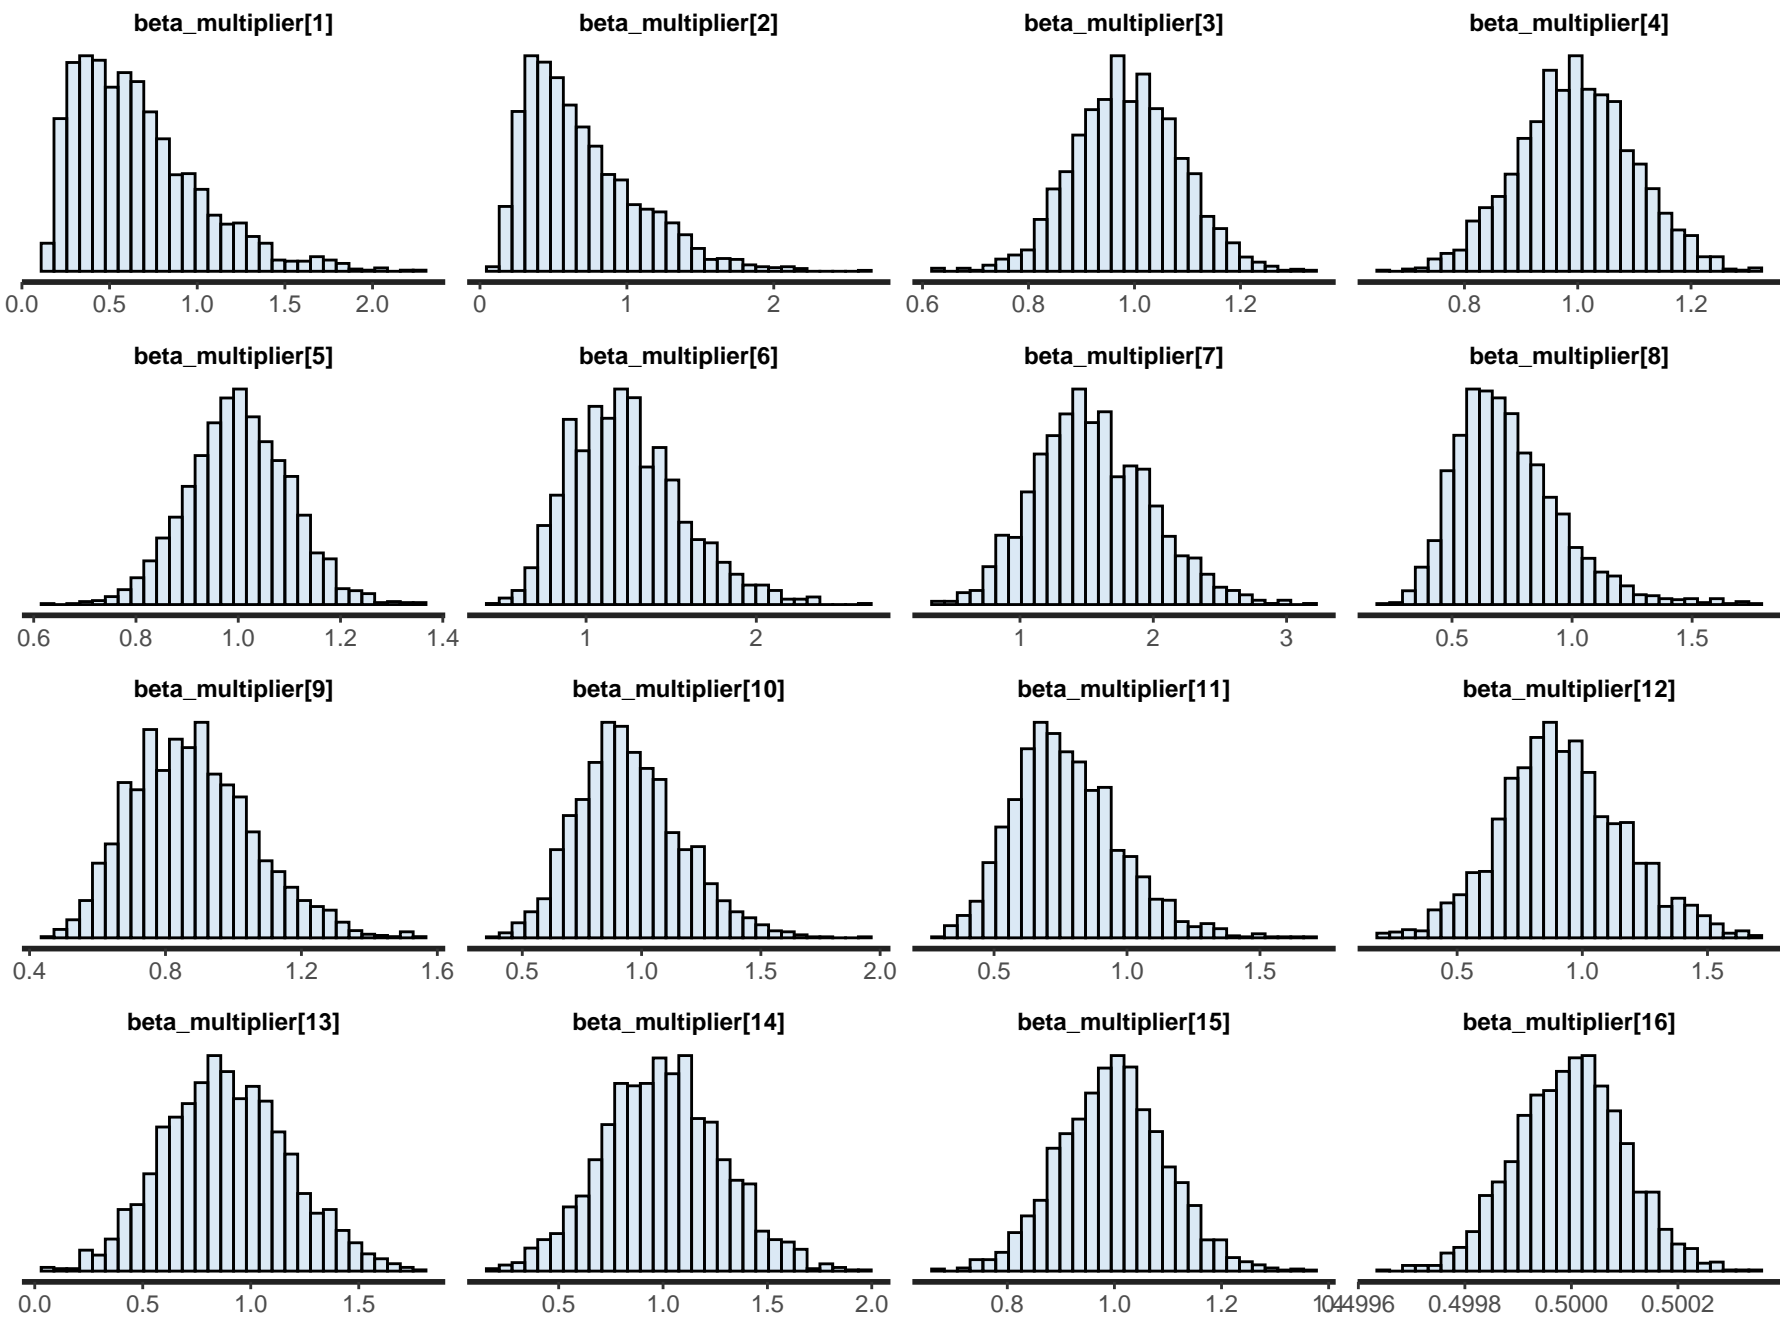 beta_multiplier[1] beta_multiplier[2] beta_multiplier[3] beta_multiplier[4]
0.0 0.5 1.0 1.5 2.0 0 1 2 0.6 0.8 1.0 1.2 0.8 1.0 1.2
beta_multiplier[5] beta_multiplier[6] beta_multiplier[7] beta_multiplier[8]
0.6 0.8 1.0 1.2 1.4 1 2 1 2 3 0.5 1.0 1.5
beta_multiplier[9] beta_multiplier[10] beta_multiplier[11] beta_multiplier[12]
0.4 0.8 1.2 1.6 0.5 1.0 1.5 2.0 0.5 1.0 1.5 0.5 1.0 1.5
beta_multiplier[13] beta_multiplier[14] beta_multiplier[15] beta_multiplier[16]
0.0 0.5 1.0 1.5 0.5 1.0 1.5 2.0 0.8 1.0 1.2 1.4 0.4996 0.4998 0.5000 0.5002